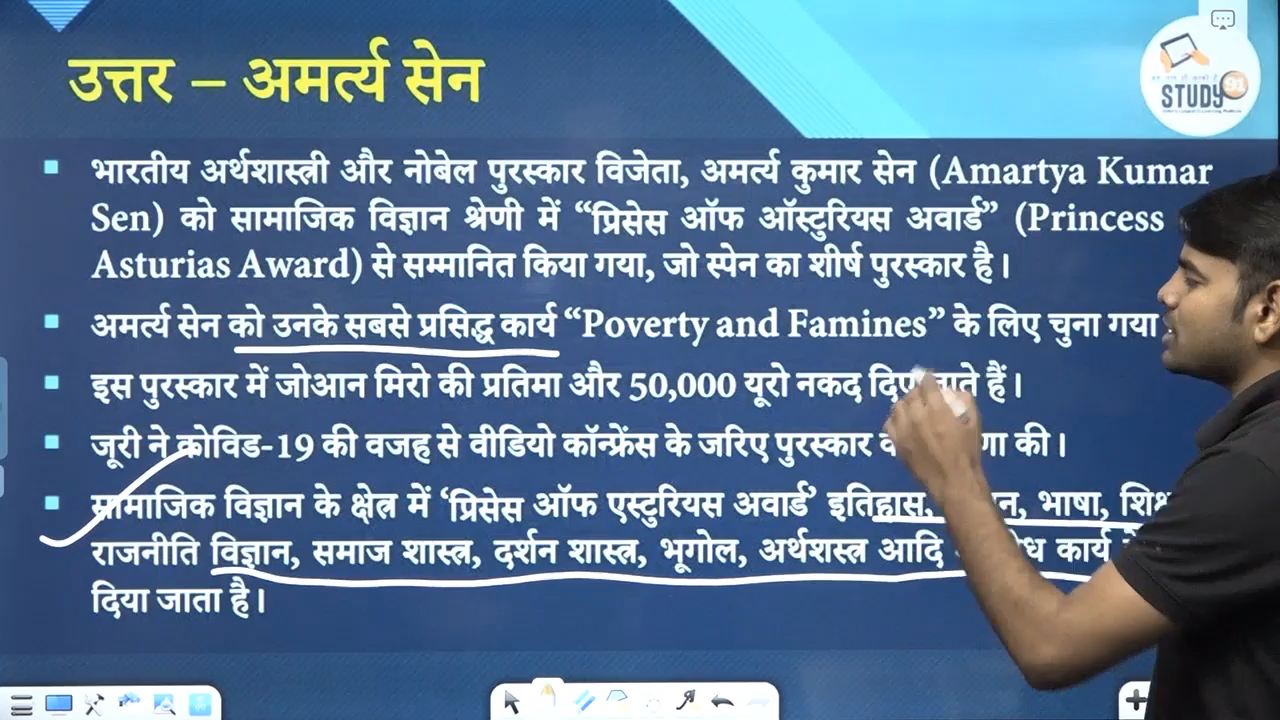 उत्तर – अमर्त्य सेन
STUDY 91
भारतीय अर्थशास्त्री और नोबेल पुरस्कार विजेता, अमर्त्य कुमार सेन (Amartya Kumar
Sen) को सामाजिक विज्ञान श्रेणी में “प्रिसेस ऑफ ऑस्टुरियस अवार्ड” (Princess
Asturias Award) से सम्मानित किया गया, जो स्पेन का शीर्ष पुरस्कार है।
अमर्त्य सेन को उनके सबसे प्रसिद्ध कार्य “Poverty and Famines” के लिए चुना गया
इस पुरस्कार में जोआन मिरो की प्रतिमा और 50,000 यूरो नकद दिए जाते हैं।
जूरी ने कोविड-19 की वजह से वीडियो कॉन्फ्रेंस के जरिए पुरस्कार की।
सामाजिक विज्ञान के क्षेत्र में ‘प्रिसेस ऑफ एस्टुरियस अवार्ड’ इतिहास, भाषा,
राजनीति विज्ञान, समाज शास्त्र, दर्शन शास्त्र, भूगोल, अर्थशस्त्र आदि कार्य
दिया जाता है।